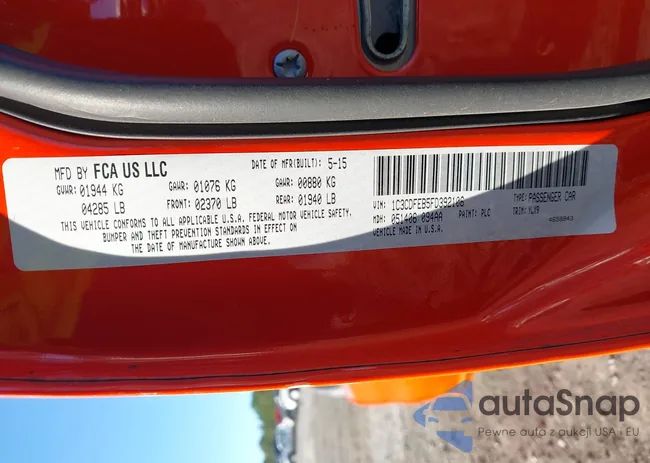 MFD BY FCA US LLC DATE OF MFR(BUILT): 5-15
GVWR: 01944 KG GAWR: 01076 KG GAWR: 00880 KG
04285 LB FRONT: 02370 LB REAR: 01940 LB
THIS VEHICLE CONFORMS TO ALL APPLICABLE U.S.A. FEDERAL MOTOR VEHICLE SAFETY,
BUMPER AND THEFT PREVENTION STANDARDS IN EFFECT ON
THE DATE OF MANUFACTURE SHOWN ABOVE.
VIN: 1C3CDFEB5FD392106 TYPE: PASSENGER CAR
MDH: 051406 094AA PAINT: PLC TRIM:
VEHICLE MADE IN U.S.A.
autaSnap
Pewne auta z aukcji USA i EU